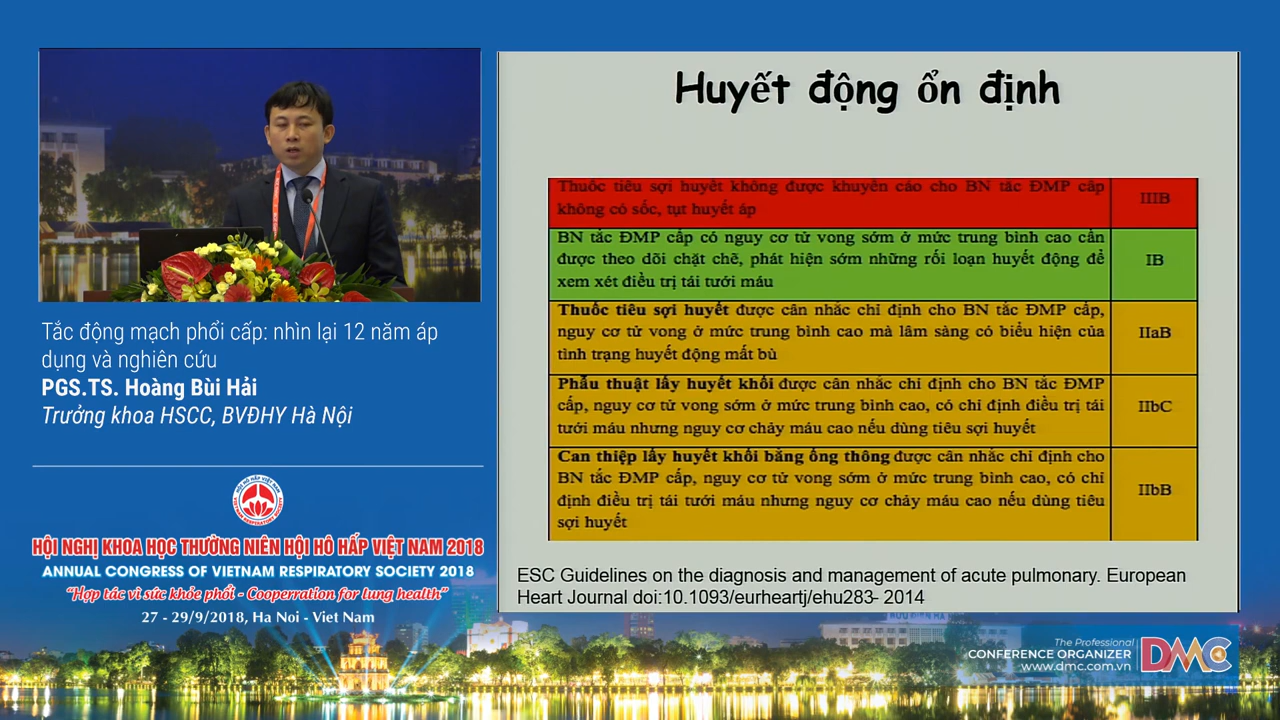 Huyết động ổn định
Thuốc tiêu sợi huyết không được khuyến cáo cho BN tắc ĐMP cấp
không có sốc, tụt huyết áp
IIIB
BN tắc ĐMP cấp có nguy cơ tử vong sớm ở mức trung bình cao cần
được theo dõi chặt chẽ, phát hiện sớm những rối loạn huyết động để
xem xét điều trị tái tưới máu
IB
Thuốc tiêu sợi huyết được cân nhắc chỉ định cho BN tắc ĐMP cấp,
nguy cơ tử vong ở mức trung bình cao mà lâm sàng có biểu hiện của
tình trạng huyết động mất bù
IIaB
Phẫu thuật lấy huyết khối được cân nhắc chỉ định cho BN tắc ĐMP
cấp, nguy cơ tử vong sớm ở mức trung bình cao, có chỉ định điều trị tái
tưới máu nhưng nguy cơ chảy máu cao nếu dùng tiêu sợi huyết
IIbC
Can thiệp lấy huyết khối bằng ống thông được cân nhắc chỉ định cho
BN tắc ĐMP cấp, nguy cơ tử vong sớm ở mức trung bình cao, có chỉ
định điều trị tái tưới máu nhưng nguy cơ chảy máu cao nếu dùng tiêu
sợi huyết
IIbB
ESC Guidelines on the diagnosis and management of acute pulmonary. European
Heart Journal doi:10.1093/eurheartj/ehu283- 2014
Tắc động mạch phổi cấp: nhìn lại 12 năm áp
dụng và nghiên cứu
PGS.TS. Hoàng Bùi Hải
Trưởng khoa HSCC, BVĐHY Hà Nội
HỘI HÔ HẤP VIỆT NAM
VIETNAM RESPIRATORY SOCIETY
HỘI NGHỊ KHOA HỌC THƯỜNG NIÊN HỘI HÔ HẤP VIỆT NAM 2018
ANNUAL CONGRESS OF VIETNAM RESPIRATORY SOCIETY 2018
"Hợp tác vì sức khỏe phổi - Cooperration for lung health"
27 - 29/9/2018, Ha Noi - Viet Nam
The Professional
CONFERENCE ORGANIZER
www.dmc.com.vn
DMC